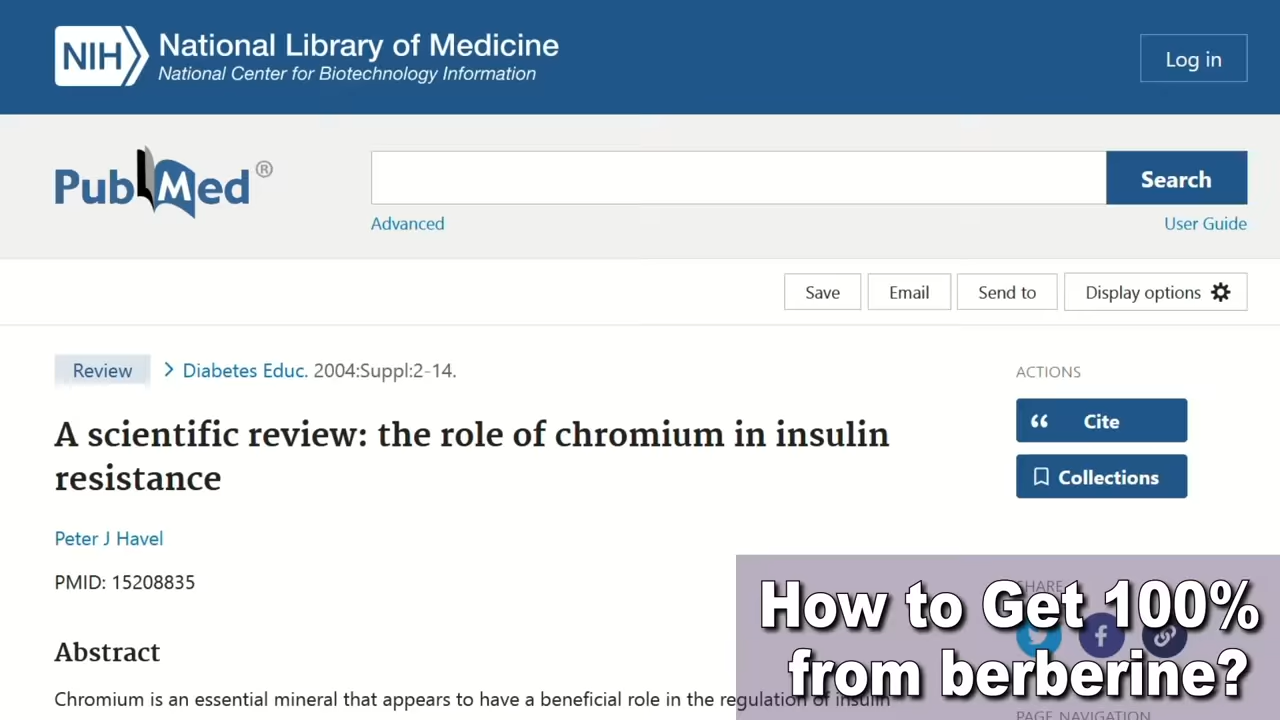 NIH National Library of Medicine
National Center for Biotechnology Information
Log in
PubMed®
Search
Advanced
User Guide
Save
Email
Send to
Display options
Review
Diabetes Educ. 2004:Suppl:2-14.
A scientific review: the role of chromium in insulin
resistance
Peter J Havel
PMID: 15208835
Abstract
Chromium is an essential mineral that appears to have a beneficial role in the regulation of insulin
ACTIONS
Cite
Collections
SHARE
How to Get 100%
from berberine?
PAGE NAVIGATION